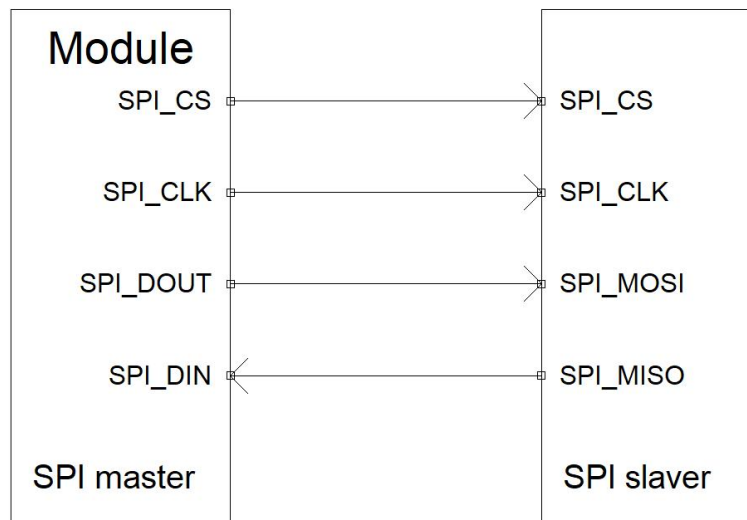 Module
SPI_CS
SPI_CS
SPI_CLK
SPI_CLK
SPI_DOUT
SPI_MOSI
SPI_DIN
SPI_MISO
SPI master
SPI slaver